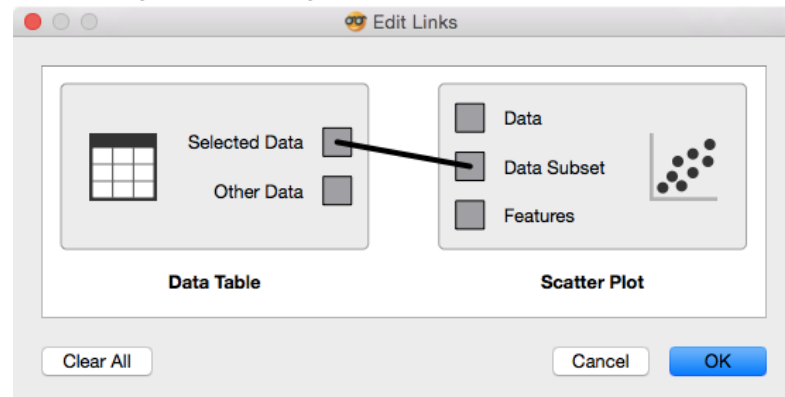 Edit Links
Selected Data
Other Data
Data
Data Subset
Features
Data Table
Scatter Plot
Clear All
Cancel
OK